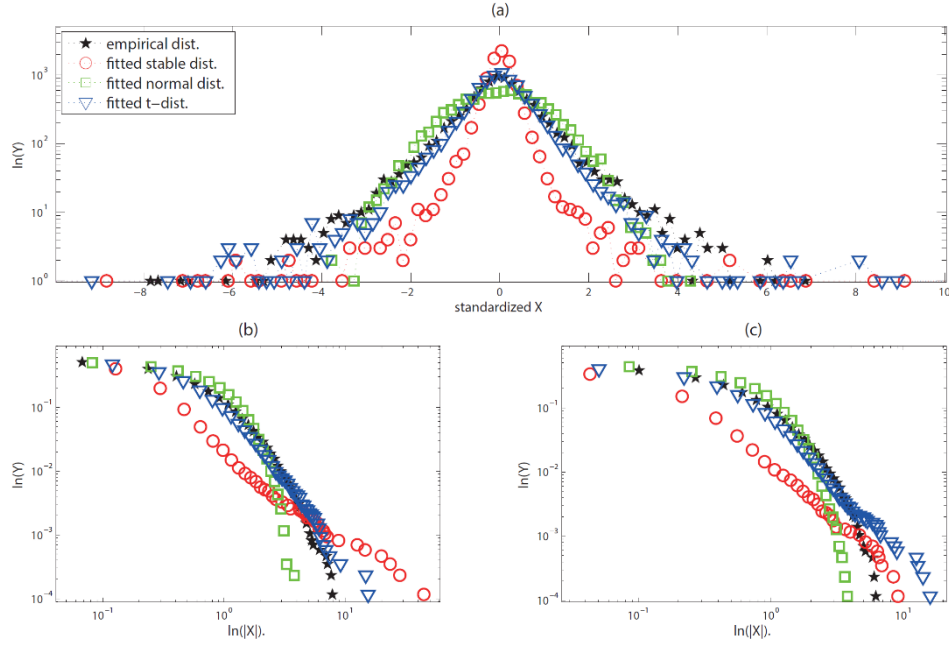 (a)
empirical dist.
fitted stable dist.
fitted normal dist.
fitted t-dist.
ln(Y)
10³
10²
10¹
10⁰
-8 -6 -4 -2 0 2 4 6 8 10
standardized X
(b)
ln(Y)
10⁻¹
10⁻²
10⁻³
10⁻⁴
10⁻¹ 10⁰ 10¹
ln(|X|).
(c)
ln(Y)
10⁻¹
10⁻²
10⁻³
10⁻⁴
10⁻¹ 10⁰ 10¹
ln(|X|).